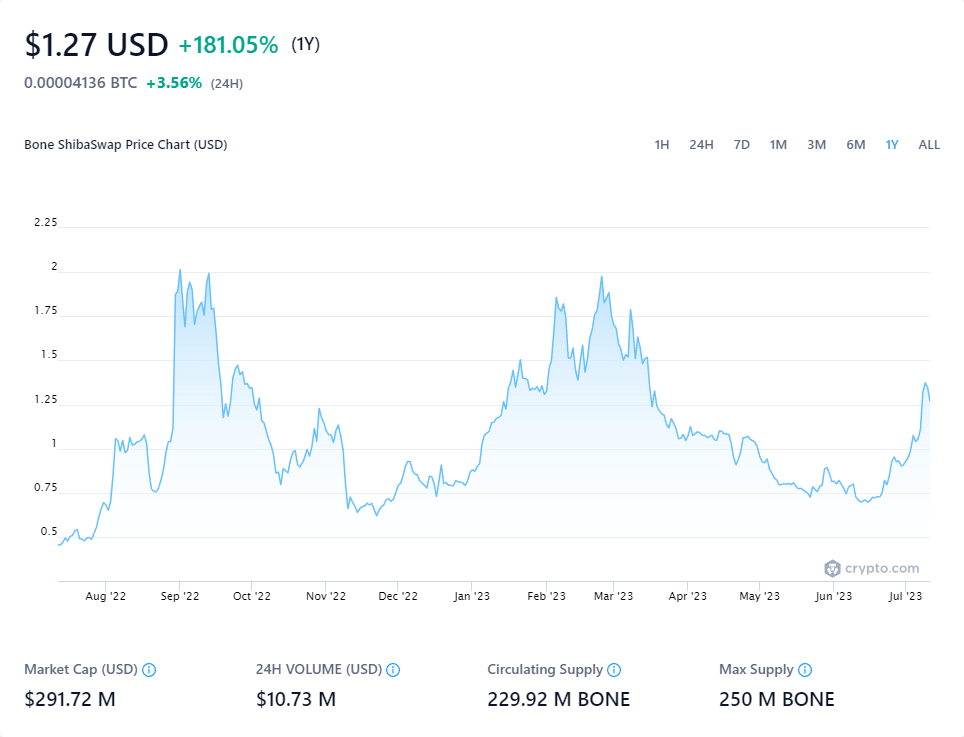 $1.27 USD +181.05% (1Y)
0.00004136 BTC +3.56% (24H)
Bone ShibaSwap Price Chart (USD) 1H 24H 7D 1M 3M 6M 1Y ALL
2.25
2
1.75
1.5
1.25
1
0.75
0.5
crypto.com
Aug '22 Sep '22 Oct '22 Nov '22 Dec '22 Jan '23 Feb '23 Mar '23 Apr '23 May '23 Jun '23 Jul '23
Market Cap (USD) 24H VOLUME (USD) Circulating Supply Max Supply
$291.72 M $10.73 M 229.92 M BONE 250 M BONE